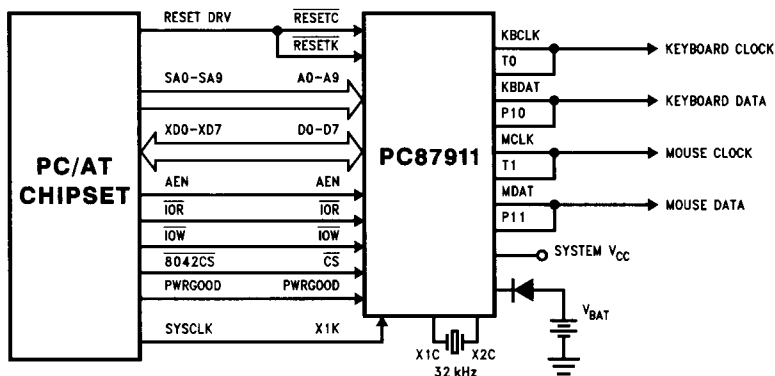 RESET DRV RESETC
RESETK
SA0-SA9 A0-A9
XD0-XD7 D0-D7
PC/AT
CHIPSET
AEN AEN
IOR IOR
IOW IOW
8042CS CS
PWRGOOD PWRGOOD
SYSCLK X1K
PC87911
KBCLK
T0
KEYBOARD CLOCK
KBDAT
P10
KEYBOARD DATA
MCLK
T1
MOUSE CLOCK
MDAT
P11
MOUSE DATA
SYSTEM VCC
VBAT
X1C X2C
32 kHz